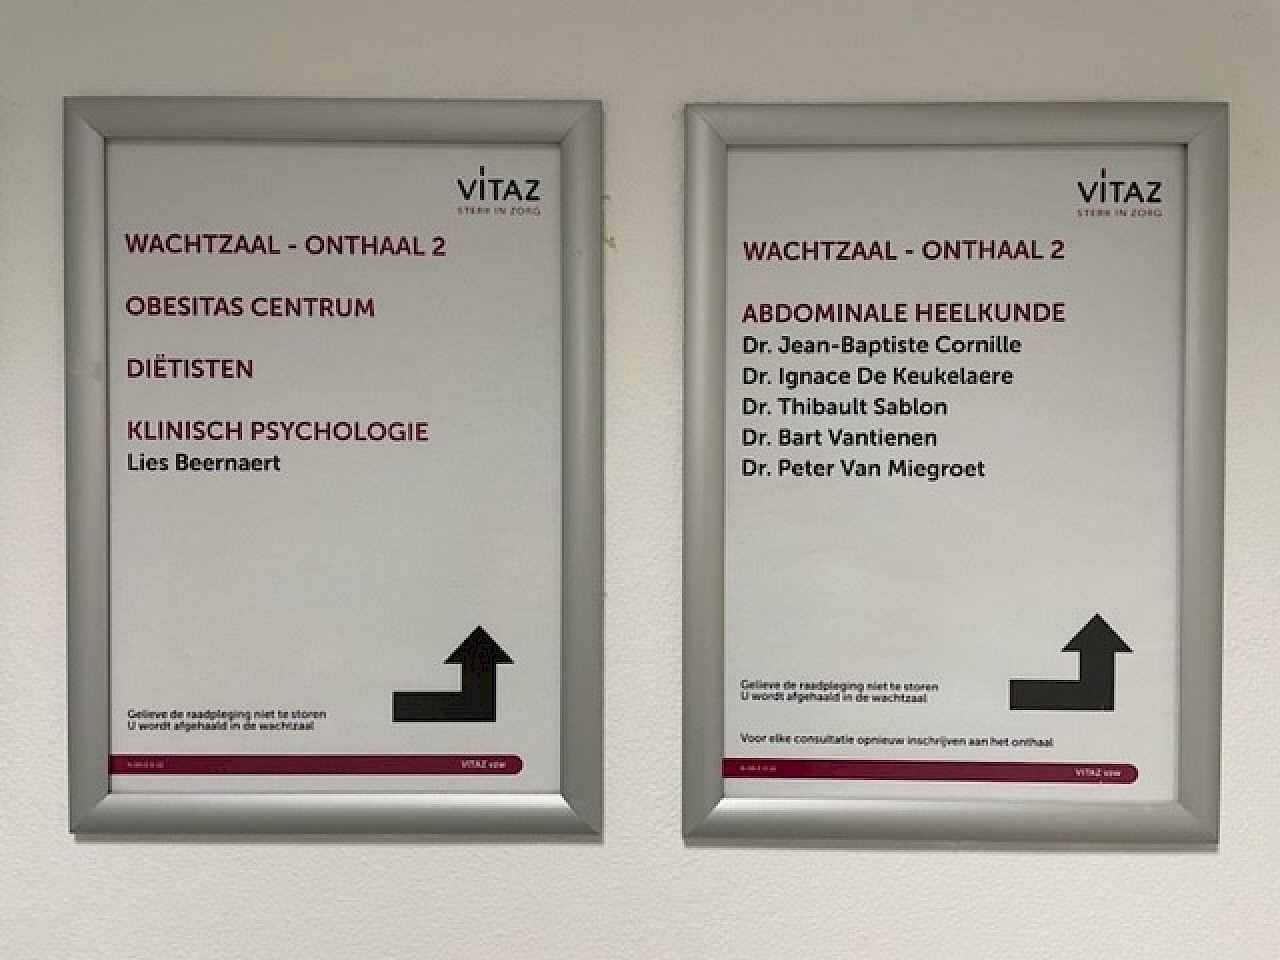 VITAZ
STERK IN ZORG
WACHTZAAL - ONTHAAL 2
OBESITAS CENTRUM
DIËTISTEN
KLINISCH PSYCHOLOGIE
Lies Beernaert
Gelieve de raadpleging niet te storen
U wordt afgehaald in de wachtzaal
VITAZ vzw
VITAZ
STERK IN ZORG
WACHTZAAL - ONTHAAL 2
ABDOMINALE HEELKUNDE
Dr. Jean-Baptiste Cornille
Dr. Ignace De Keukelaere
Dr. Thibault Sablon
Dr. Bart Vantienen
Dr. Peter Van Miegroet
Gelieve de raadpleging niet te storen
U wordt afgehaald in de wachtzaal
Voor elke consultatie opnieuw inschrijven aan het onthaal
VITAZ vzw